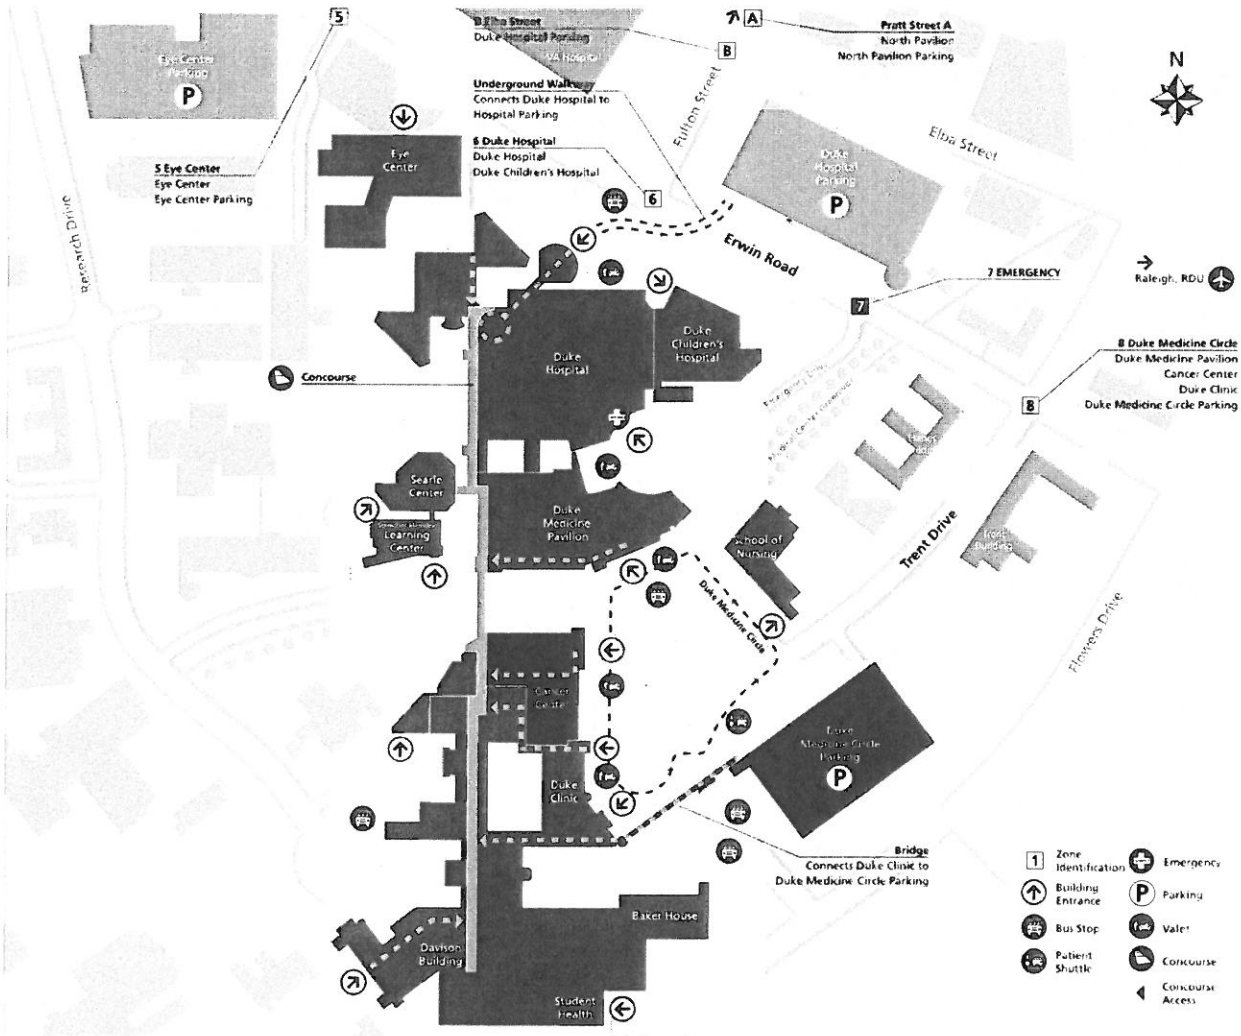 5
Eye Center
Parking
P
5 Eye Center
Eye Center
Eye Center Parking
Research Drive
Eye
Center
B Elba Street
Duke Hospital Parking
VA Hospital
B
A
Pratt Street A
North Pavilion
North Pavilion Parking
N
Underground Walkway
Connects Duke Hospital to
Hospital Parking
6 Duke Hospital
Duke Hospital
Duke Children's Hospital
6
Fulton Street
Elba Street
Duke
Hospital
Parking
P
Erwin Road
7 EMERGENCY
7
Raleigh, RDU
8 Duke Medicine Circle
Duke Medicine Pavilion
Cancer Center
Duke Clinic
Duke Medicine Circle Parking
8
Concourse
Duke
Hospital
Duke
Children's
Hospital
Emergency Drive
Searle
Center
Learning
Center
Duke
Medicine
Pavilion
School of
Nursing
Trent
Building
Trent Drive
Flowers Drive
Duke Medicine Circle
Cancer
Center
Duke
Clinic
Duke
Medicine Circle
Parking
P
Bridge
Connects Duke Clinic to
Duke Medicine Circle Parking
Baker House
Davison
Building
Student
Health
1 Zone
Identification
Emergency
Building
Entrance
P Parking
Bus Stop
Valet
Patient
Shuttle
Concourse
Concourse
Access